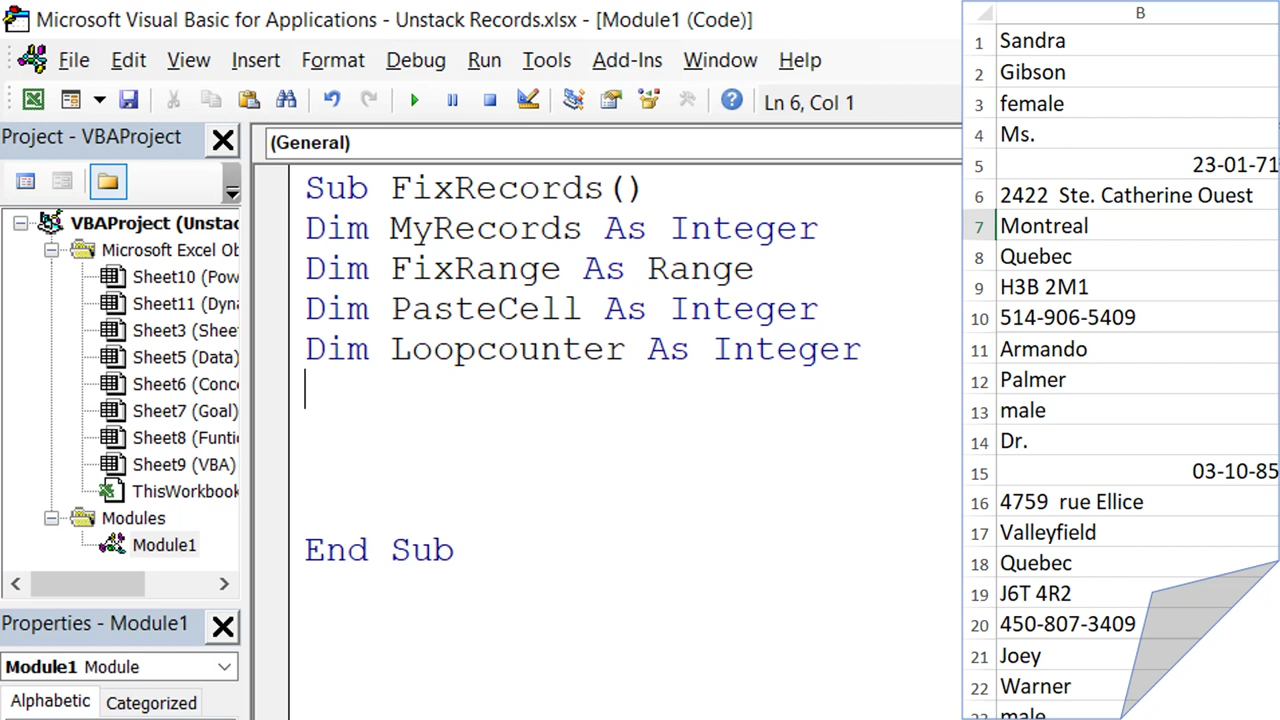 Microsoft Visual Basic for Applications - Unstack Records.xlsx - [Module1 (Code)]
File Edit View Insert Format Debug Run Tools Add-Ins Window Help
Ln 6, Col 1
Project - VBAProject
VBAProject (Unstac
Microsoft Excel Ob
Sheet10 (Pow
Sheet11 (Dyna
Sheet3 (Sheet
Sheet5 (Data)
Sheet6 (Conc
Sheet7 (Goal)
Sheet8 (Funti
Sheet9 (VBA)
ThisWorkbook
Modules
Module1
Properties - Module1
Module1 Module
Alphabetic Categorized
(General)
Sub FixRecords()
Dim MyRecords As Integer
Dim FixRange As Range
Dim PasteCell As Integer
Dim Loopcounter As Integer
End Sub
B
1 Sandra
2 Gibson
3 female
4 Ms.
5 23-01-71
6 2422 Ste. Catherine Ouest
7 Montreal
8 Quebec
9 H3B 2M1
10 514-906-5409
11 Armando
12 Palmer
13 male
14 Dr.
15 03-10-85
16 4759 rue Ellice
17 Valleyfield
18 Quebec
19 J6T 4R2
20 450-807-3409
21 Joey
22 Warner
23 male